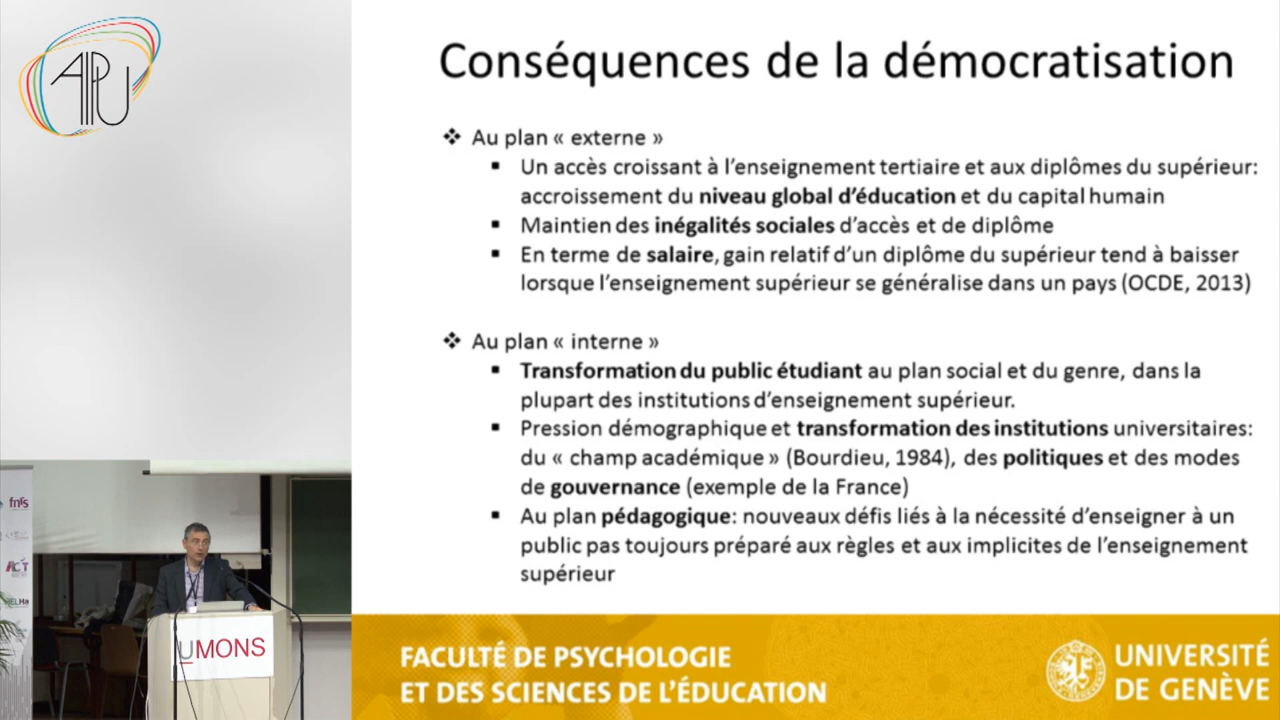 AIPU
Conséquences de la démocratisation
❖ Au plan « externe »
▪ Un accès croissant à l'enseignement tertiaire et aux diplômes du supérieur:
accroissement du niveau global d'éducation et du capital humain
▪ Maintien des inégalités sociales d'accès et de diplôme
▪ En terme de salaire, gain relatif d'un diplôme du supérieur tend à baisser
lorsque l'enseignement supérieur se généralise dans un pays (OCDE, 2013)
❖ Au plan « interne »
▪ Transformation du public étudiant au plan social et du genre, dans la
plupart des institutions d'enseignement supérieur.
▪ Pression démographique et transformation des institutions universitaires:
du « champ académique » (Bourdieu, 1984), des politiques et des modes
de gouvernance (exemple de la France)
▪ Au plan pédagogique: nouveaux défis liés à la nécessité d'enseigner à un
public pas toujours préparé aux règles et aux implicites de l'enseignement
supérieur
fnrs
UMONS
FACULTÉ DE PSYCHOLOGIE
ET DES SCIENCES DE L'ÉDUCATION
UNIVERSITÉ
DE GENÈVE